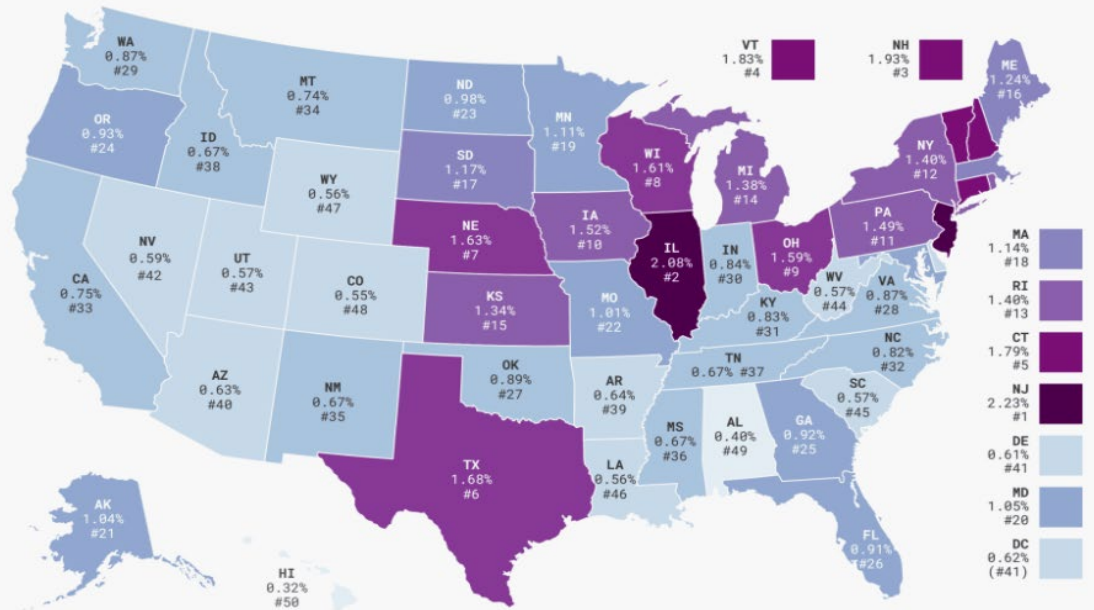 WA
0.87%
#29
MT
0.74%
#34
ND
0.98%
#23
MN
1.11%
#19
VT
1.83%
#4
NH
1.93%
#3
ME
1.24%
#16
OR
0.93%
#24
ID
0.67%
#38
WY
0.56%
#47
SD
1.17%
#17
WI
1.61%
#8
MI
1.38%
#14
NY
1.40%
#12
NV
0.59%
#42
UT
0.57%
#43
CO
0.55%
#48
NE
1.63%
#7
IA
1.52%
#10
IL
2.08%
#2
IN
0.84%
#30
OH
1.59%
#9
PA
1.49%
#11
CA
0.75%
#33
KS
1.34%
#15
MO
1.01%
#22
KY
0.83%
#31
WV
0.57%
#44
VA
0.87%
#28
AZ
0.63%
#40
NM
0.67%
#35
OK
0.89%
#27
AR
0.64%
#39
TN
0.67% #37
NC
0.82%
#32
SC
0.57%
#45
TX
1.68%
#6
LA
0.56%
#46
MS
0.67%
#36
AL
0.40%
#49
GA
0.92%
#25
FL
0.91%
#26
AK
1.04%
#21
HI
0.32%
#50
MA
1.14%
#18
RI
1.40%
#13
CT
1.79%
#5
NJ
2.23%
#1
DE
0.61%
#41
MD
1.05%
#20
DC
0.62%
(#41)